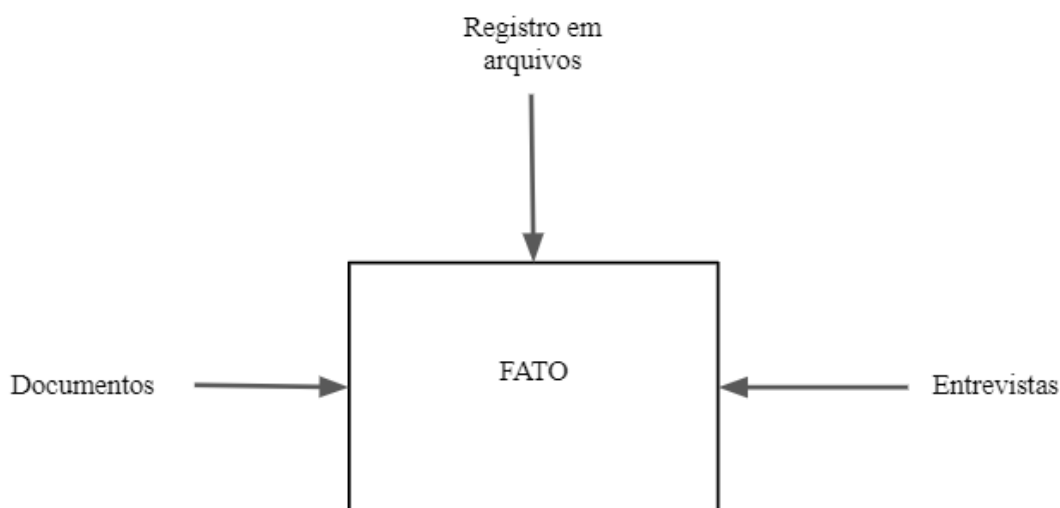 Registro em
arquivos
FATO
Documentos
Entrevistas